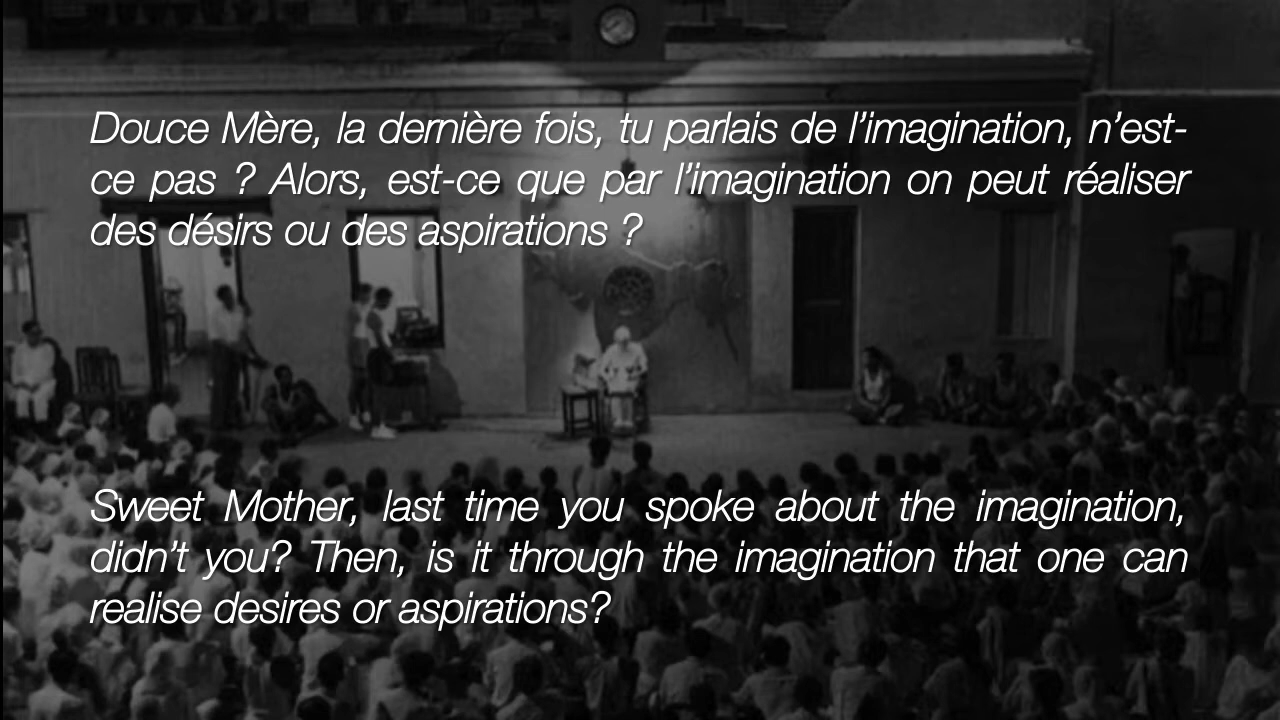 Douce Mère, la dernière fois, tu parlais de l’imagination, n’est-
ce pas ? Alors, est-ce que par l’imagination on peut réaliser
des désirs ou des aspirations ?
Sweet Mother, last time you spoke about the imagination,
didn’t you? Then, is it through the imagination that one can
realise desires or aspirations?